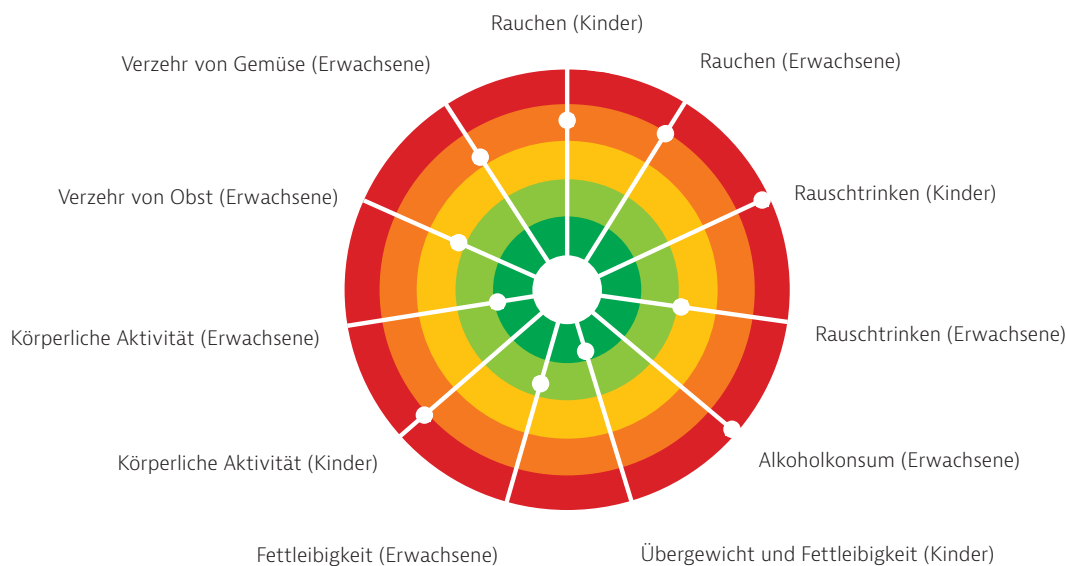 Rauchen (Kinder)
Rauchen (Erwachsene)
Verzehr von Gemüse (Erwachsene)
Verzehr von Obst (Erwachsene)
Rauschtrinken (Kinder)
Körperliche Aktivität (Erwachsene)
Rauschtrinken (Erwachsene)
Körperliche Aktivität (Kinder)
Alkoholkonsum (Erwachsene)
Fettleibigkeit (Erwachsene)
Übergewicht und Fettleibigkeit (Kinder)